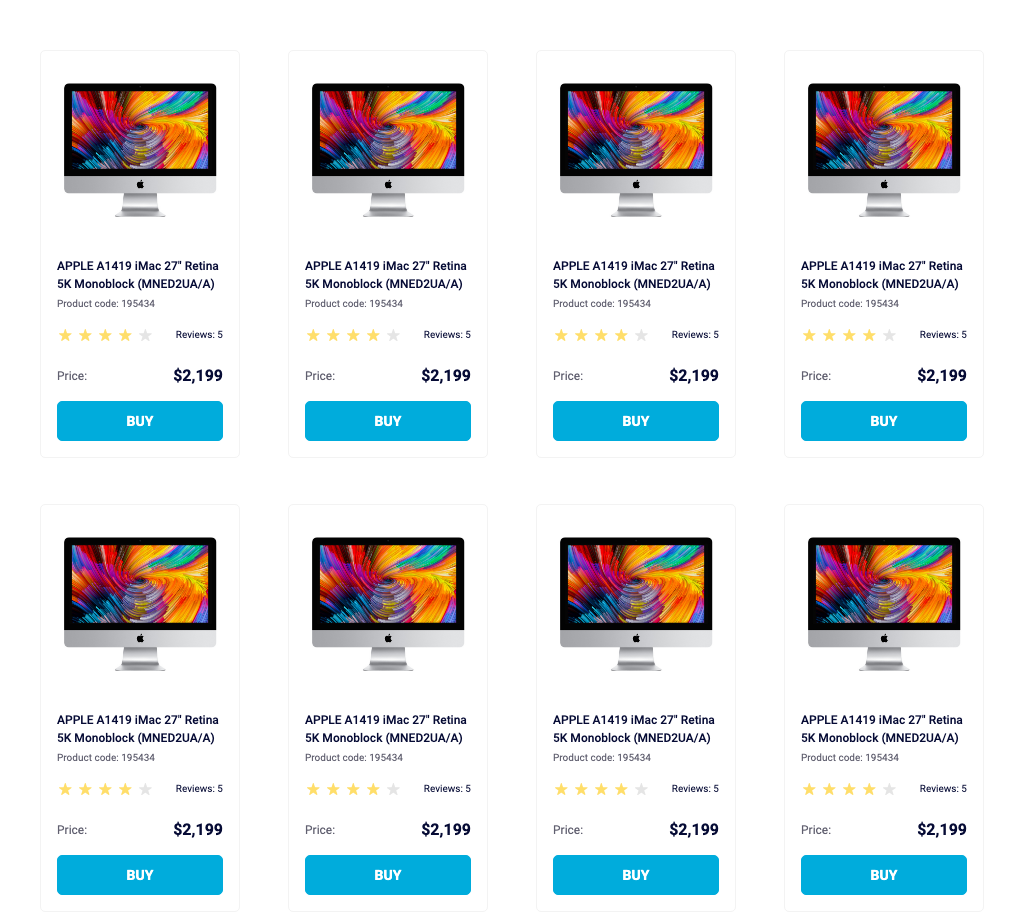 APPLE A1419 iMac 27" Retina
5K Monoblock (MNED2UA/A)
Product code: 195434
Reviews: 5
Price: $2,199
BUY
APPLE A1419 iMac 27" Retina
5K Monoblock (MNED2UA/A)
Product code: 195434
Reviews: 5
Price: $2,199
BUY
APPLE A1419 iMac 27" Retina
5K Monoblock (MNED2UA/A)
Product code: 195434
Reviews: 5
Price: $2,199
BUY
APPLE A1419 iMac 27" Retina
5K Monoblock (MNED2UA/A)
Product code: 195434
Reviews: 5
Price: $2,199
BUY
APPLE A1419 iMac 27" Retina
5K Monoblock (MNED2UA/A)
Product code: 195434
Reviews: 5
Price: $2,199
BUY
APPLE A1419 iMac 27" Retina
5K Monoblock (MNED2UA/A)
Product code: 195434
Reviews: 5
Price: $2,199
BUY
APPLE A1419 iMac 27" Retina
5K Monoblock (MNED2UA/A)
Product code: 195434
Reviews: 5
Price: $2,199
BUY
APPLE A1419 iMac 27" Retina
5K Monoblock (MNED2UA/A)
Product code: 195434
Reviews: 5
Price: $2,199
BUY